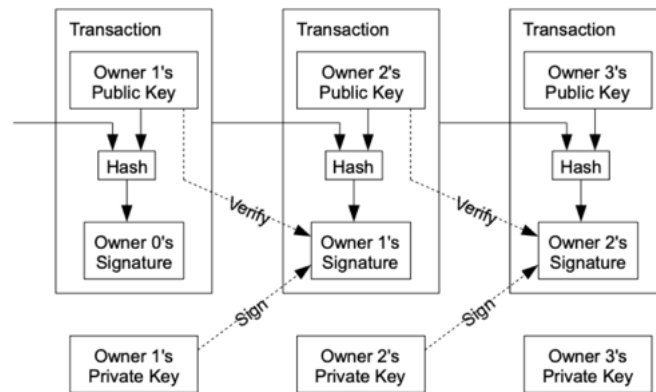 Transaction
Transaction
Transaction
Owner 1's
Public Key
Owner 2's
Public Key
Owner 3's
Public Key
Hash
Hash
Hash
Verify
Verify
Owner 0's
Signature
Owner 1's
Signature
Owner 2's
Signature
Sign
Sign
Owner 1's
Private Key
Owner 2's
Private Key
Owner 3's
Private Key